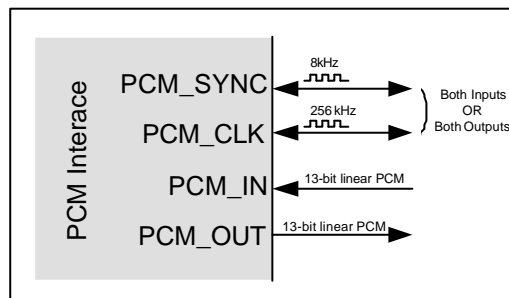 PCM Interace
PCM_SYNC
8kHz
PCM_CLK
256 kHz
Both Inputs
OR
Both Outputs
PCM_IN
13-bit linear PCM
PCM_OUT
13-bit linear PCM